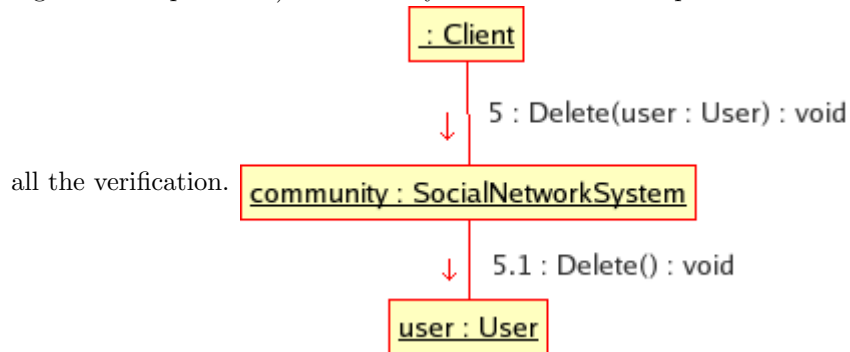 : Client
5 : Delete(user : User) : void
all the verification.
community : SocialNetworkSystem
5.1 : Delete() : void
user : User